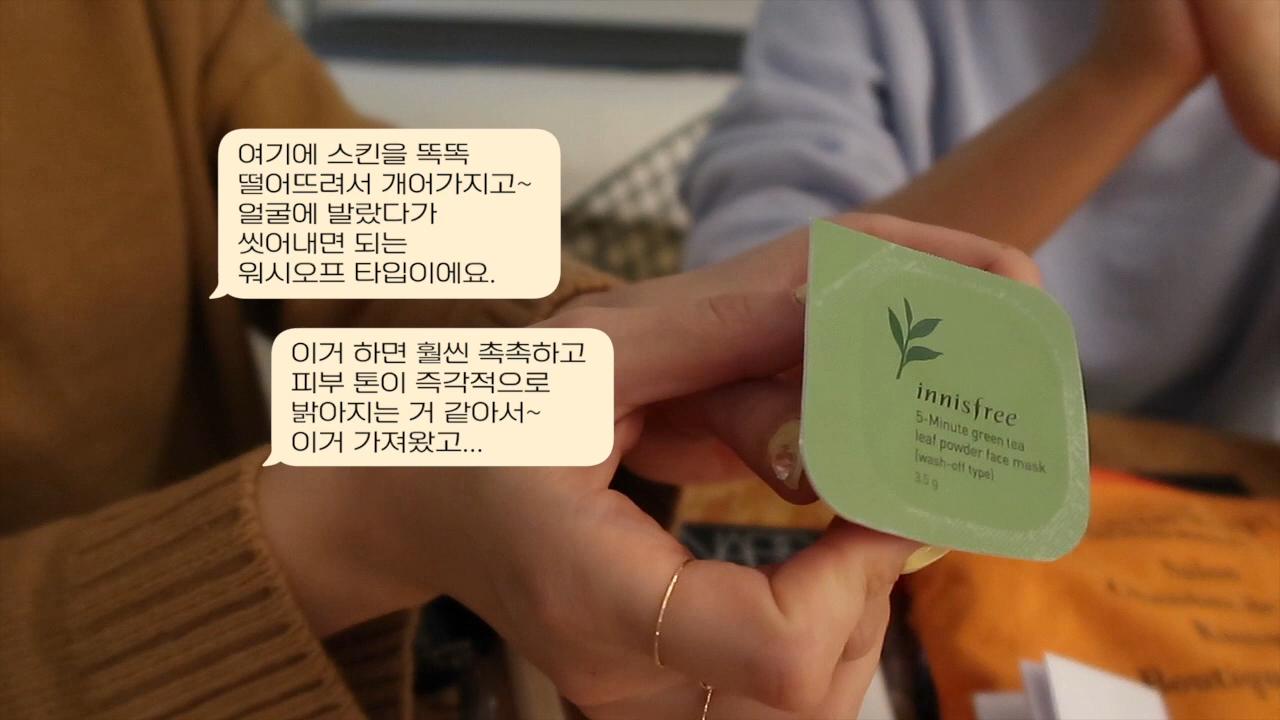 여기에 스킨을 똑똑
떨어뜨려서 개어가지고~
얼굴에 발랐다가
씻어내면 되는
워시오프 타입이에요.
이거 하면 훨씬 촉촉하고
피부 톤이 즉각적으로
밝아지는 거 같아서~
이거 가져왔고...
innisfree
5-Minute green tea
leaf powder face mask
(wash-off type)
3.5 g
Boutique